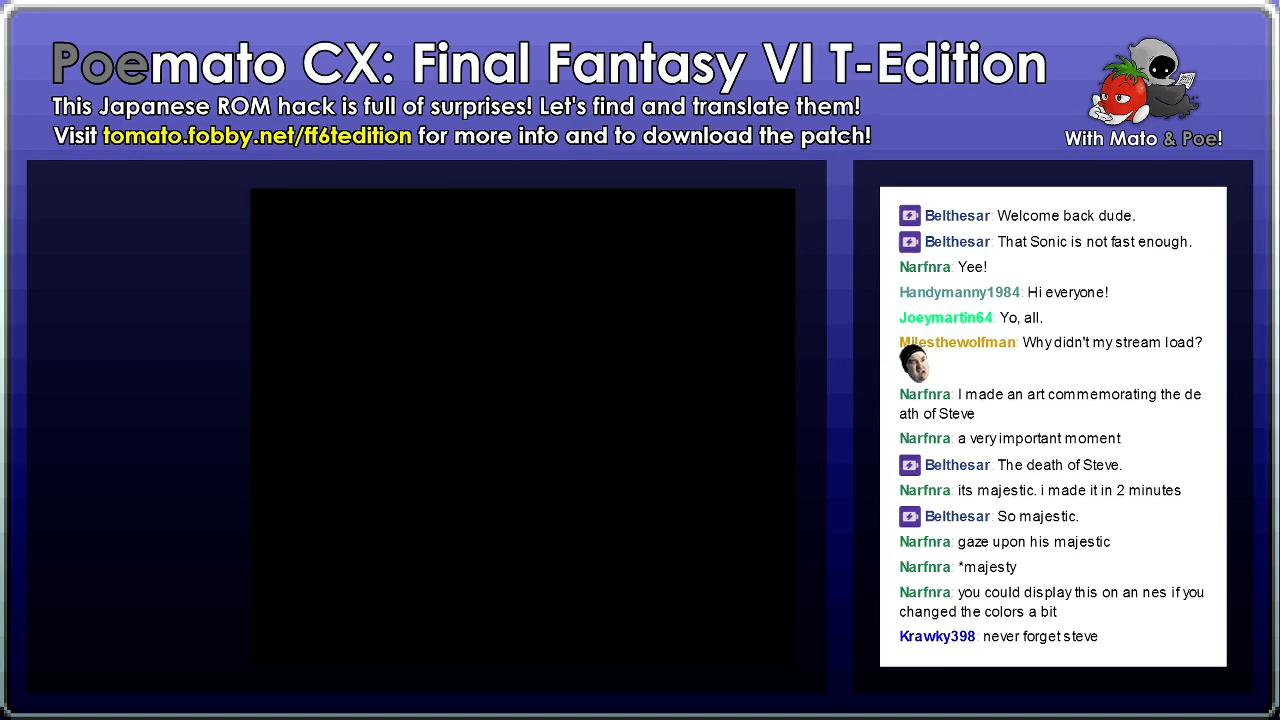 Poemato CX: Final Fantasy VI T-Edition
This Japanese ROM hack is full of surprises! Let's find and translate them!
Visit tomato.fobby.net/ff6tedition for more info and to download the patch!
With Mato & Poe!
Belthesar: Welcome back dude.
Belthesar: That Sonic is not fast enough.
Narfnra: Yee!
Handymanny1984: Hi everyone!
Joeymartin64: Yo, all.
Milesthewolfman: Why didn't my stream load?
Narfnra: I made an art commemorating the de
ath of Steve
Narfnra: a very important moment
Belthesar: The death of Steve.
Narfnra: its majestic. i made it in 2 minutes
Belthesar: So majestic.
Narfnra: gaze upon his majestic
Narfnra: *majesty
Narfnra: you could display this on an nes if you
changed the colors a bit
Krawky398: never forget steve